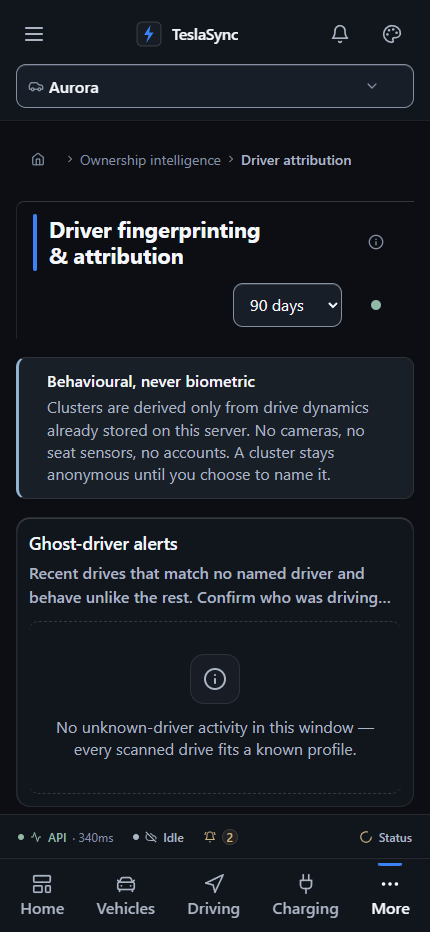 TeslaSync
Aurora
Ownership intelligence
Driver attribution
Driver fingerprinting
& attribution
90 days
Behavioural, never biometric
Clusters are derived only from drive dynamics
already stored on this server. No cameras, no
seat sensors, no accounts. A cluster stays
anonymous until you choose to name it.
Ghost-driver alerts
Recent drives that match no named driver and
behave unlike the rest. Confirm who was driving...
No unknown-driver activity in this window —
every scanned drive fits a known profile.
API · 340ms
Idle
2
Status
Home
Vehicles
Driving
Charging
More